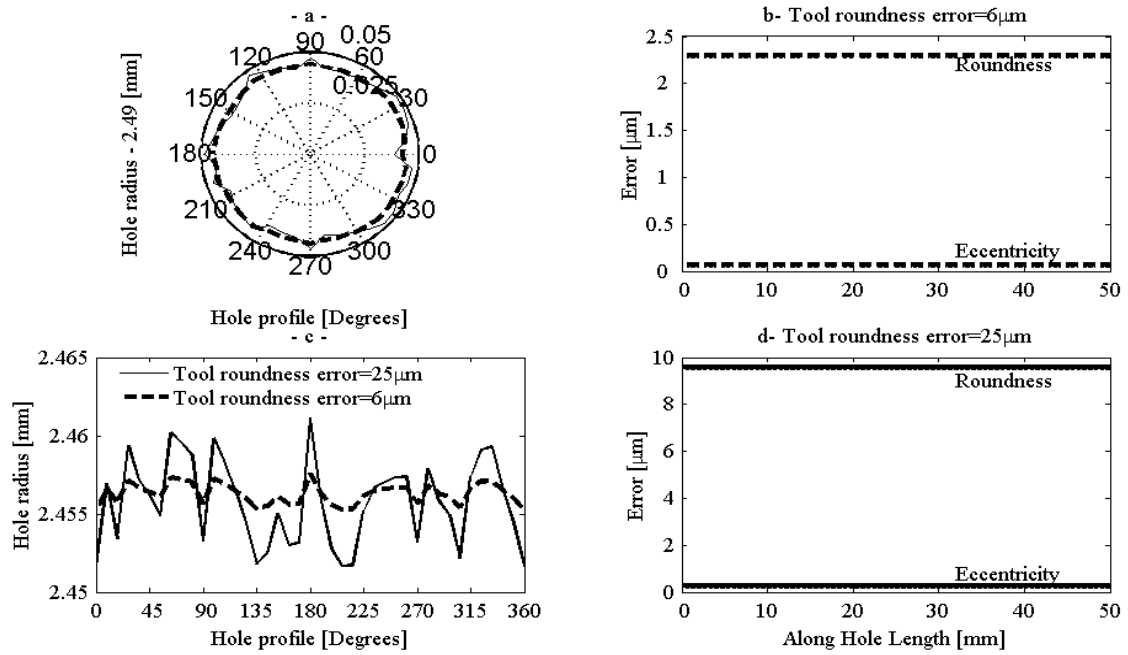 - a -
90
0.05
120
60
0.025
150
30
180
0
210
330
240
300
270
Hole radius - 2.49 [mm]
Hole profile [Degrees]
b- Tool roundness error=6μm
2.5
2
1.5
1
0.5
0
Error [μm]
Roundness
Eccentricity
0 10 20 30 40 50
- c -
2.465
2.46
2.455
2.45
Hole radius [mm]
Tool roundness error=25μm
Tool roundness error=6μm
0 45 90 135 180 225 270 315 360
Hole profile [Degrees]
d- Tool roundness error=25μm
10
8
6
4
2
0
Error [μm]
Roundness
Eccentricity
0 10 20 30 40 50
Along Hole Length [mm]